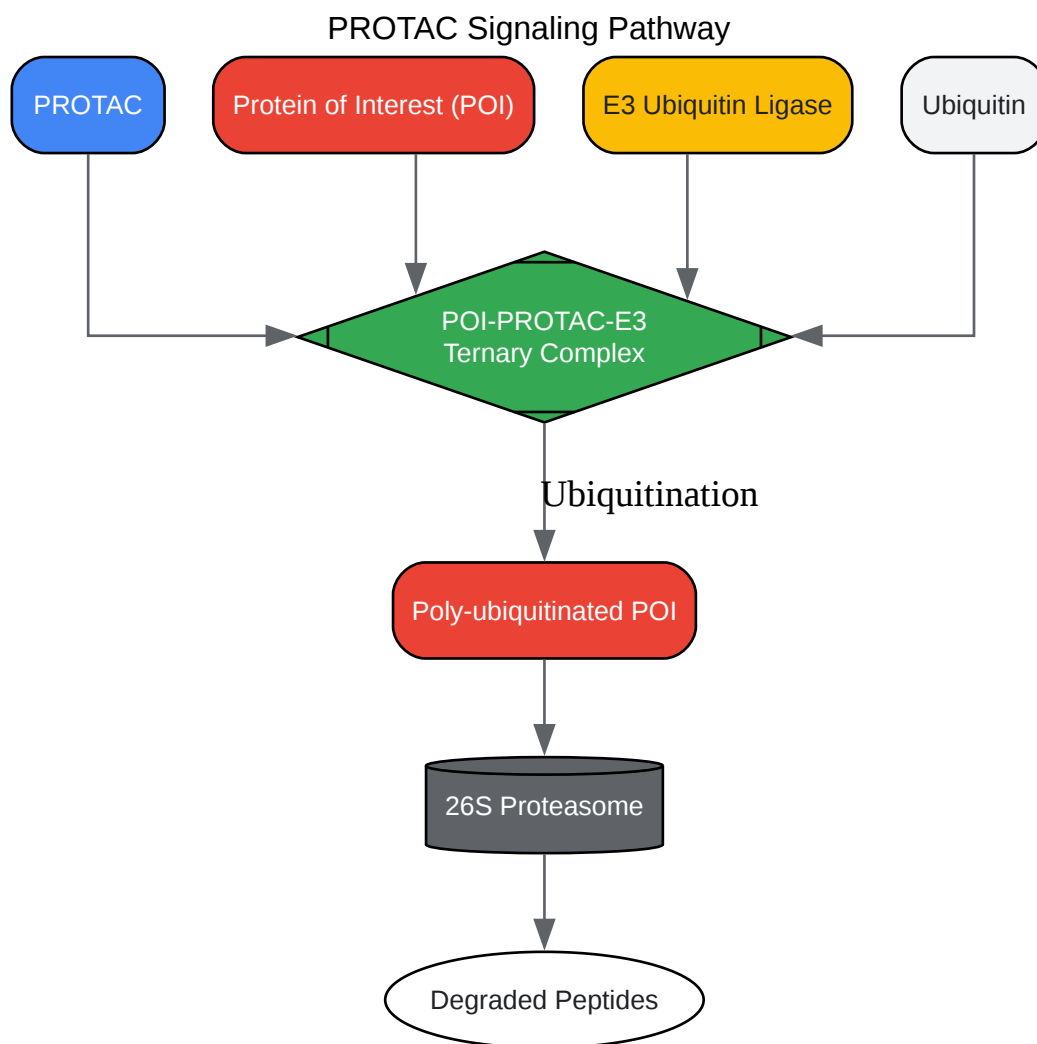 PROTAC Signaling Pathway
PROTAC
Protein of Interest (POI)
E3 Ubiquitin Ligase
Ubiquitin
POI-PROTAC-E3
Ternary Complex
Ubiquitination
Poly-ubiquitinated POI
26S Proteasome
Degraded Peptides